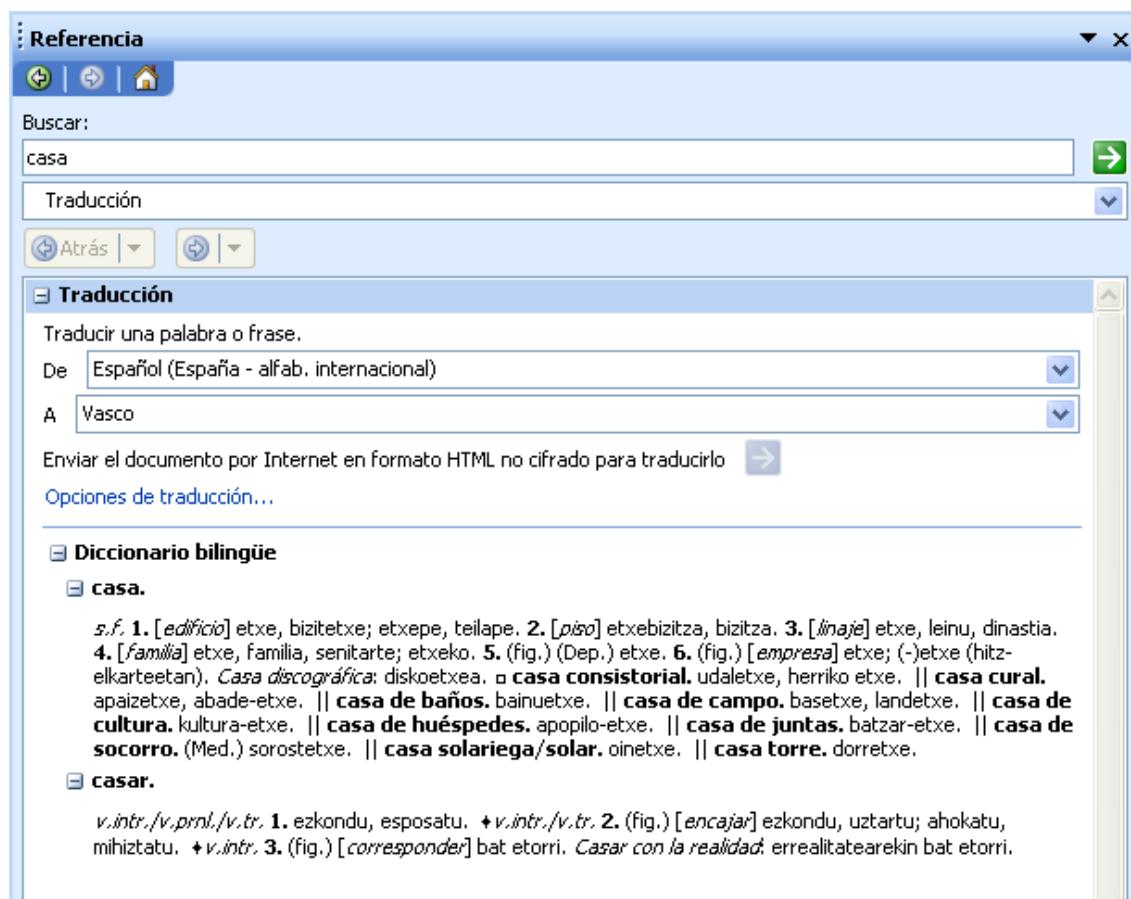 Referencia
Buscar:
casa
Traducción
Atrás
Traducción
Traducir una palabra o frase.
De Español (España - alfab. internacional)
A Vasco
Enviar el documento por Internet en formato HTML no cifrado para traducirlo
Opciones de traducción...
Diccionario bilingüe
casa.
s.f. 1. [edificio] etxe, bizitetxe; etxepe, teilape. 2. [piso] etxebizitza, bizitza. 3. [linaje] etxe, leinu, dinastia.
4. [familia] etxe, familia, senitarte; etxeko. 5. (fig.) (Dep.) etxe. 6. (fig.) [empresa] etxe; (-)etxe (hitz-
elkarteetan). Casa discográfica: diskoetxea. ¤ casa consistorial. udaletxe, herriko etxe. || casa cural.
apaizetxe, abade-etxe. || casa de baños. bainuetxe. || casa de campo. basetxe, landetxe. || casa de
cultura. kultura-etxe. || casa de huéspedes. apopilo-etxe. || casa de juntas. batzar-etxe. || casa de
socorro. (Med.) sorostetxe. || casa solariega/solar. oinetxe. || casa torre. dorretxe.
casar.
v.intr./v.prnl./v.tr. 1. ezkondu, esposatu. ♦ v.intr./v.tr. 2. (fig.) [encajar] ezkondu, uztartu; ahokatu,
mihiztatu. ♦ v.intr. 3. (fig.) [corresponder] bat etorri. Casar con la realidad: errealitatearekin bat etorri.